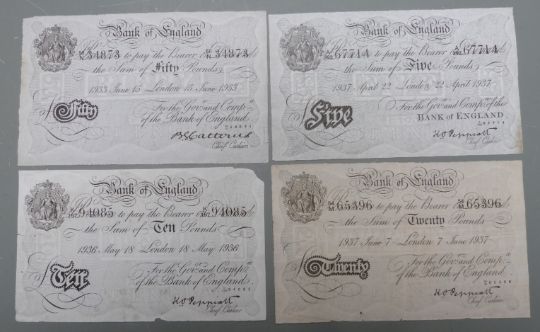 Bank of England
34873 to pay the Bearer 34873
the Sum of Fifty Pounds
1933 June 15 London 15 June 1933
For the Gov.r and Comp.a
of the Bank of England
Fifty
B G Catterns
Chief Cashier
Bank of England
67714 to pay the Bearer 67714
the Sum of Five Pounds
1937 April 22 London 22 April 1937
For the Gov.r and Comp.a of the
BANK OF ENGLAND
Five
K O Peppiatt
Chief Cashier
Bank of England
94085 to pay the Bearer 94085
the Sum of Ten Pounds
1936 May 18 London 18 May 1936
For the Gov.r and Comp.a
of the Bank of England
Ten
K O Peppiatt
Chief Cashier
Bank of England
65396 to pay the Bearer 65396
the Sum of Twenty Pounds
1937 June 7 London 7 June 1937
For the Gov.r and Comp.a
of the Bank of England
Twenty
K O Peppiatt
Chief Cashier